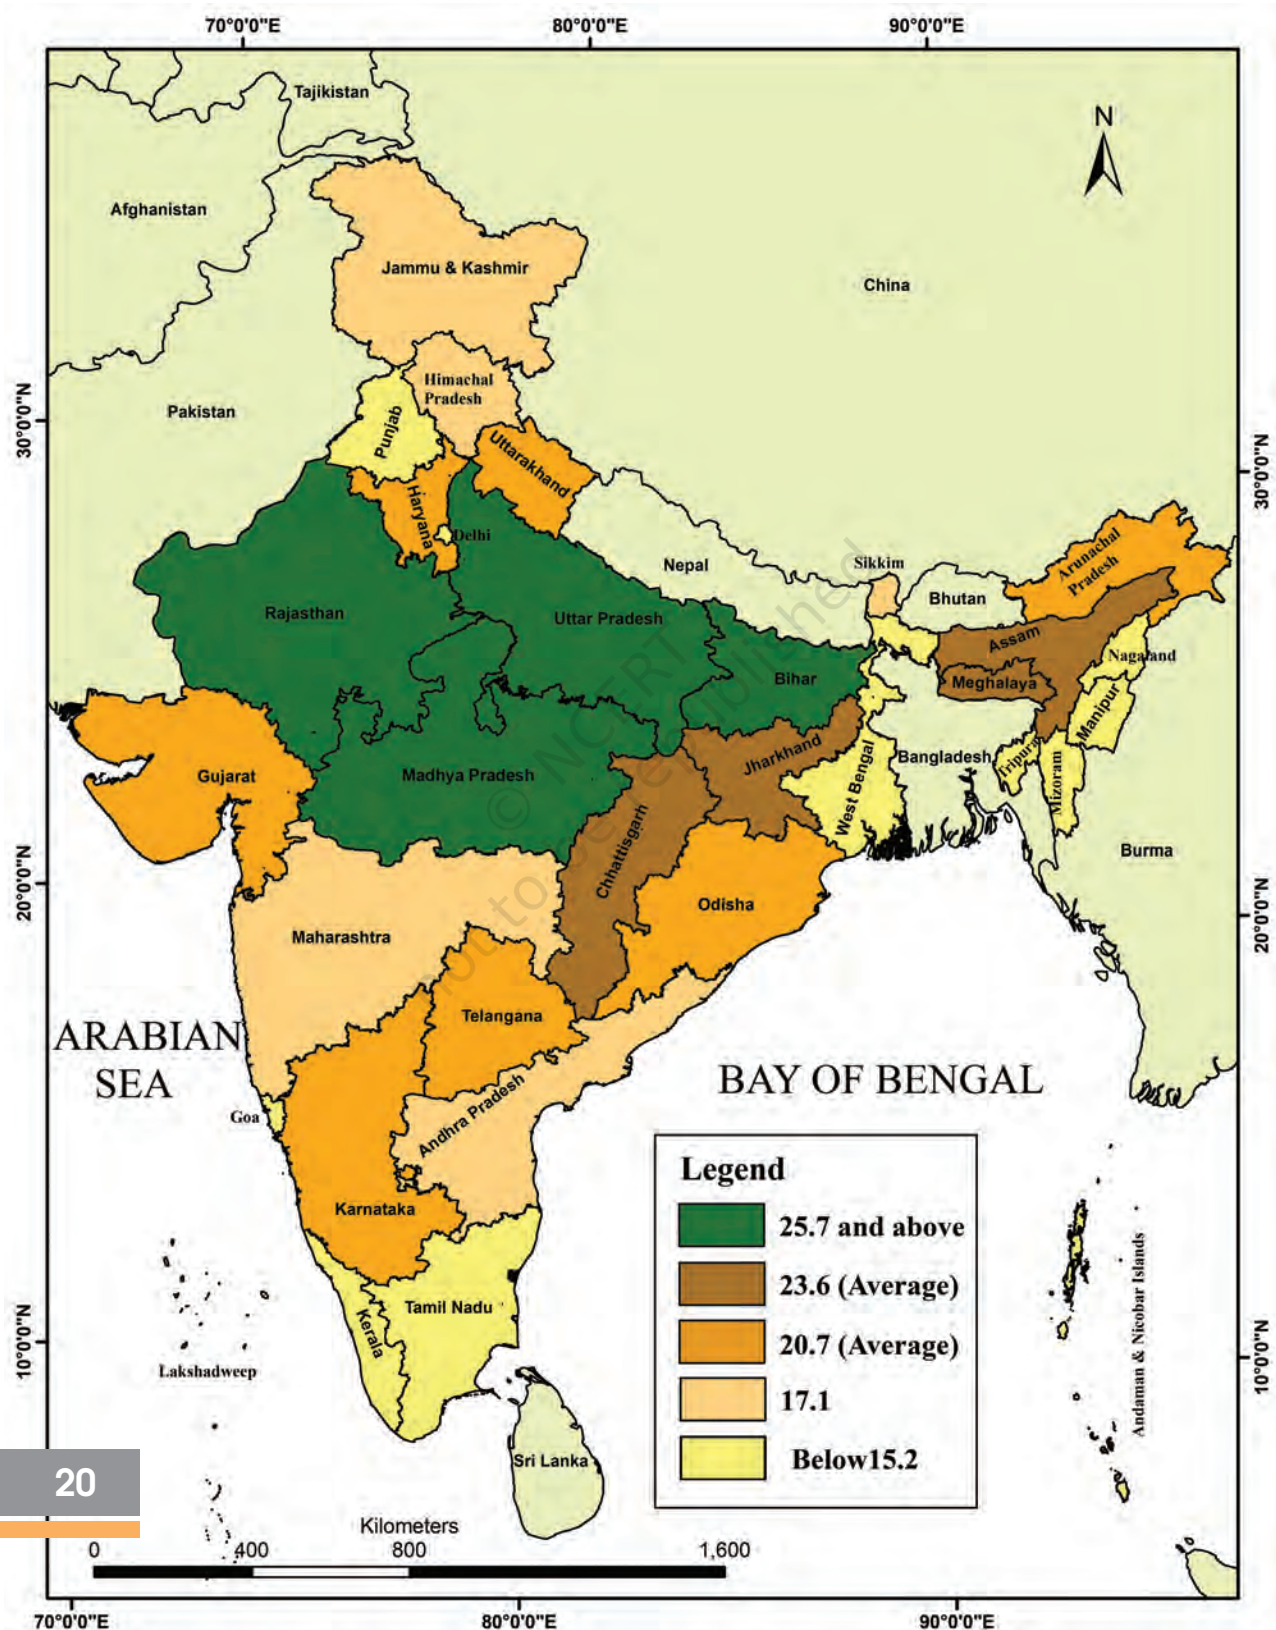 70°0'0"E 80°0'0"E 90°0'0"E
Tajikistan
N
Afghanistan
Jammu & Kashmir
China
Himachal
Pradesh
Pakistan
Punjab
30°0'0"N
Uttarakhand
30°0'0"N
Haryana
Delhi
Nepal
Sikkim
Arunachal
Pradesh
Bhutan
Rajasthan
Uttar Pradesh
Assam
Nagaland
Bihar
Meghalaya
Manipur
Gujarat
Madhya Pradesh
Jharkhand
West Bengal
Bangladesh
Tripura
Mizoram
Chhattisgarh
Burma
20°0'0"N
Odisha
20°0'0"N
Maharashtra
© NCERT
not to be republished
Telangana
ARABIAN
SEA
BAY OF BENGAL
Goa
Andhra Pradesh
Karnataka
Legend
25.7 and above
23.6 (Average)
20.7 (Average)
17.1
Below15.2
Andaman & Nicobar Islands
Tamil Nadu
Kerala
10°0'0"N
10°0'0"N
Lakshadweep
Sri Lanka
20
Kilometers
0 400 800 1,600
70°0'0"E 80°0'0"E 90°0'0"E